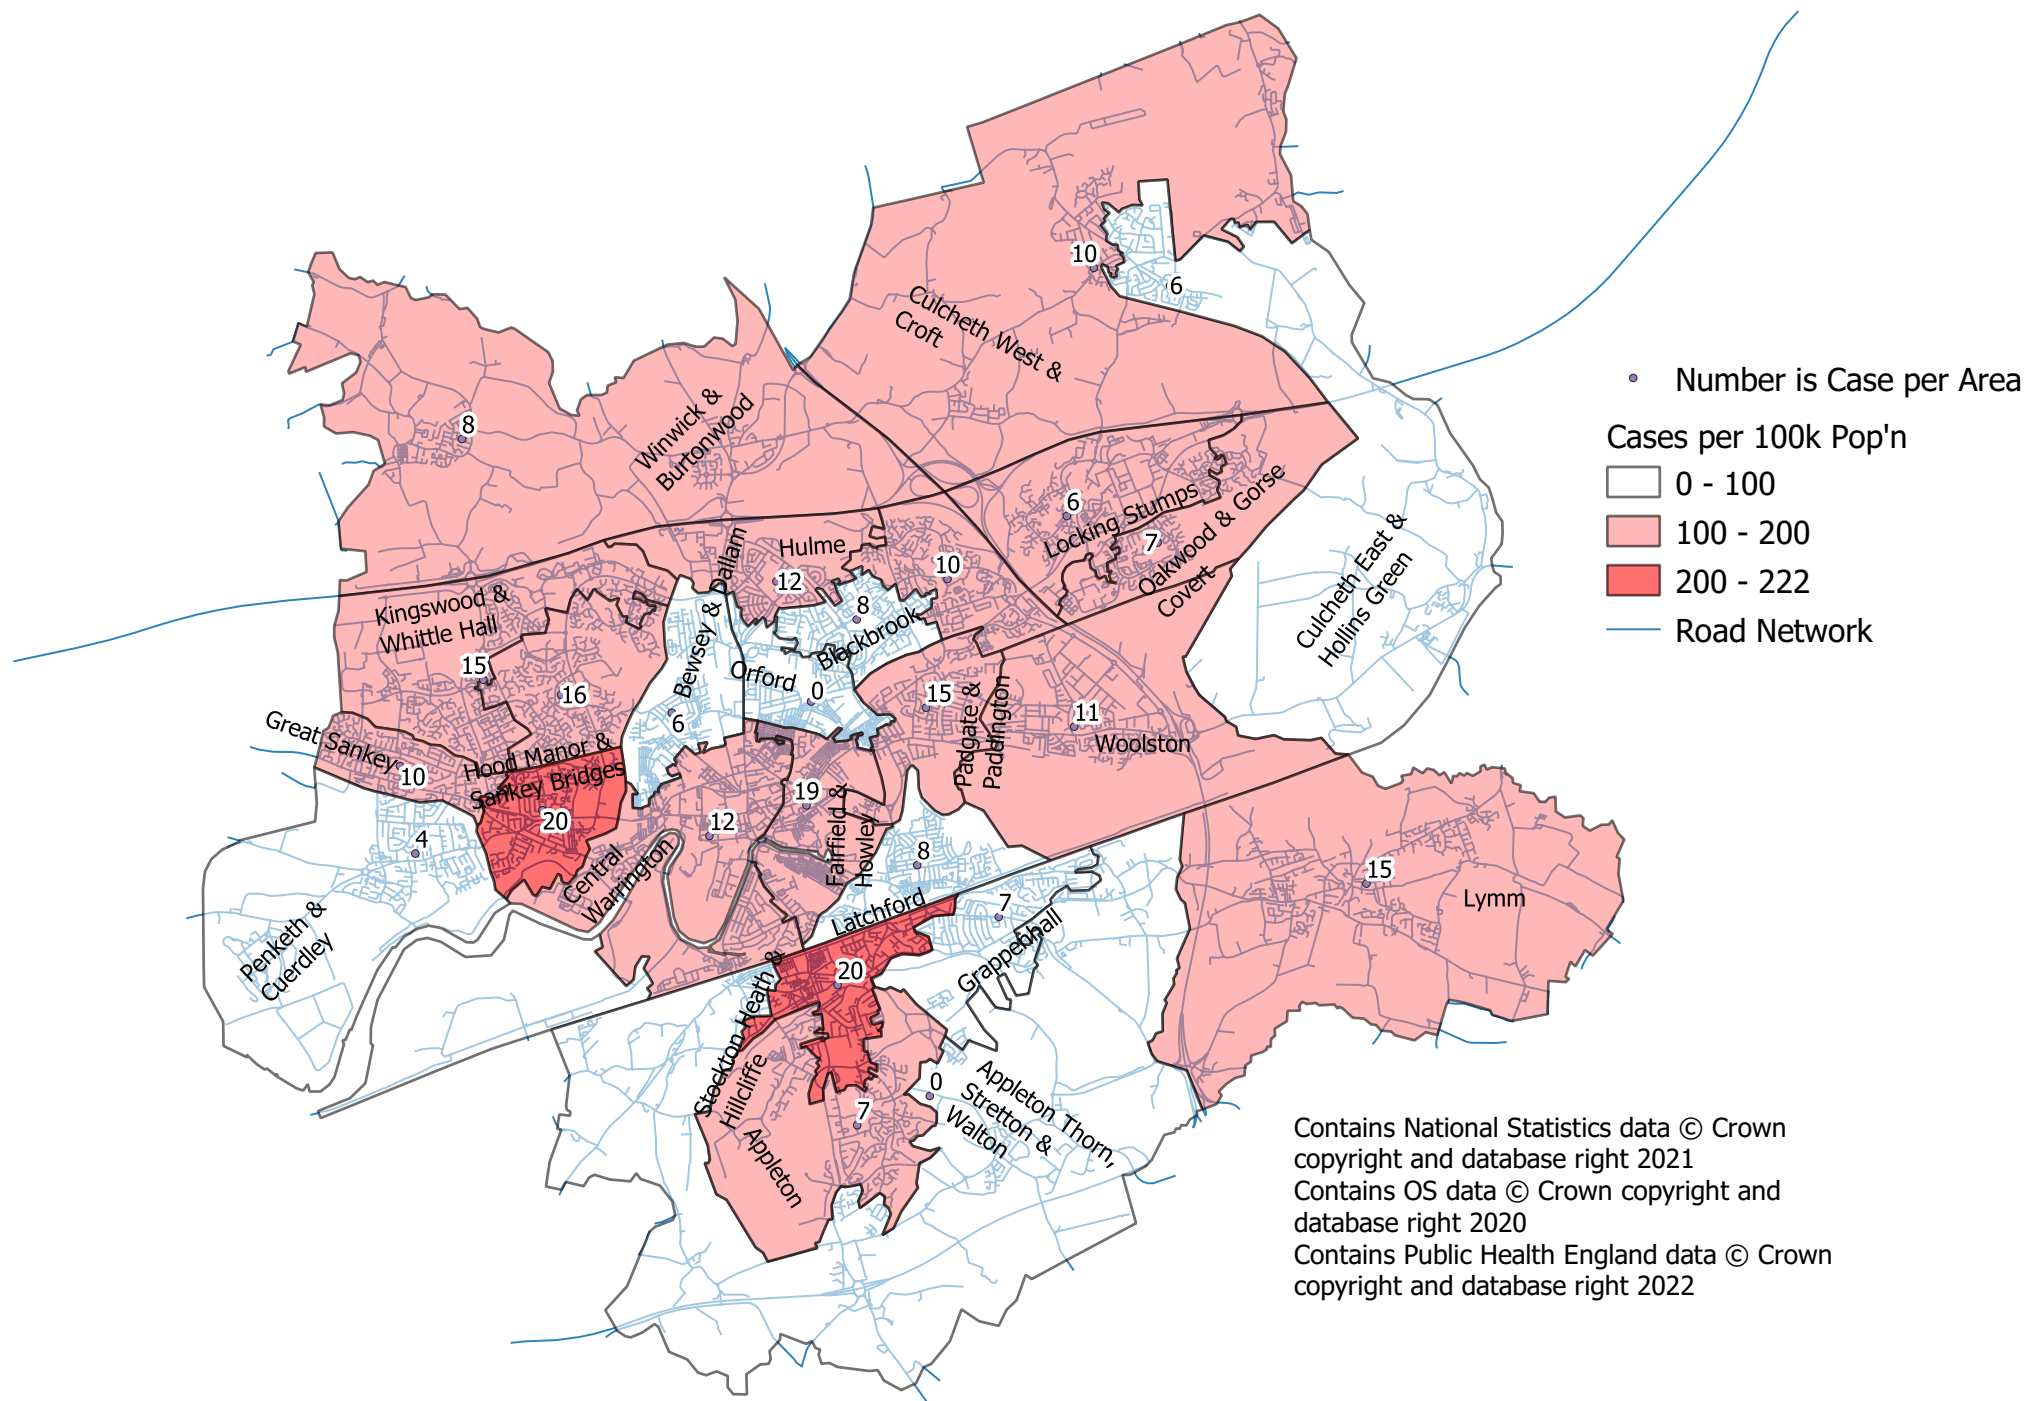 10
6
Culcheth West &
Croft
8
Winwick &
Burtonwood
Number is Case per Area
Cases per 100k Pop'n
0 - 100
100 - 200
200 - 222
Road Network
6
Locking Stumps
7
Oakwood & Gorse
Covert
Culcheth East &
Hollins Green
Hulme
12
10
8
Blackbrook
Bewsey & Dallam
6
Orford
0
Kingswood &
Whittle Hall
15
16
15
Padgate &
Paddington
11
Woolston
Great Sankey
10
Hood Manor &
Sankey Bridges
20
4
Penketh &
Cuerdley
12
Central
Warrington
19
Fairfield &
Howley
8
Latchford
7
Grappenhall
15
Lymm
20
Stockton Heath &
Hillcliffe
7
Appleton
0
Appleton Thorn,
Stretton &
Walton
Contains National Statistics data © Crown
copyright and database right 2021
Contains OS data © Crown copyright and
database right 2020
Contains Public Health England data © Crown
copyright and database right 2022